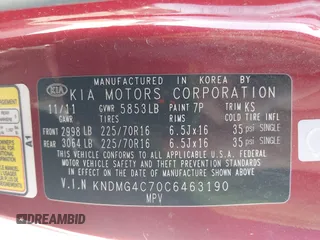 MANUFACTURED IN KOREA BY
KIA KIA MOTORS CORPORATION
11/11 GVWR 5853LB PAINT 7P TRIM KS
GAWR TIRES RIMS COLD TIRE INFL
FRONT 2998 LB 225/70R16 6.5Jx16 35 psi SINGLE
REAR 3064 LB 225/70R16 6.5Jx16 35 psi SINGLE
THIS VEHICLE CONFORMS TO ALL APPLICABLE U.S.A. FEDERAL
MOTOR VEHICLE SAFETY AND THEFT PREVENTION STANDARDS
IN EFFECT ON THE DATE OF MANUFACTURE SHOWN ABOVE.
V.I.N KNDMG4C70C6463190
MPV
A1
DREAMBID